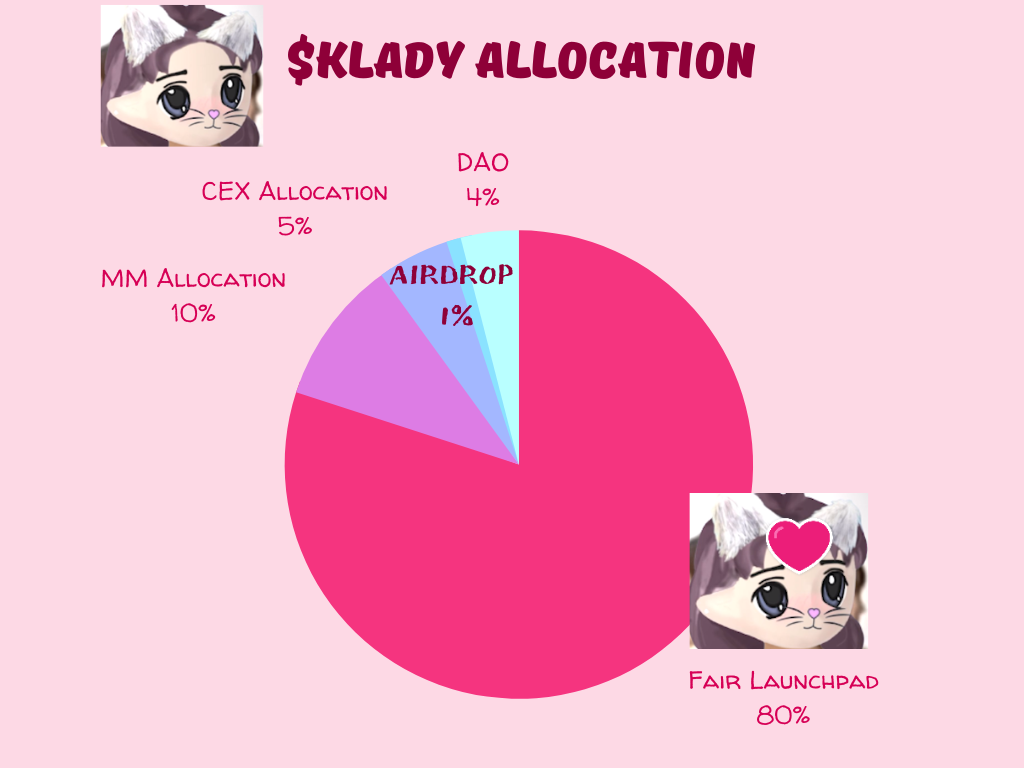 $KLADY ALLOCATION
DAO
4%
CEX Allocation
5%
AIRDROP
1%
MM Allocation
10%
Fair Launchpad
80%